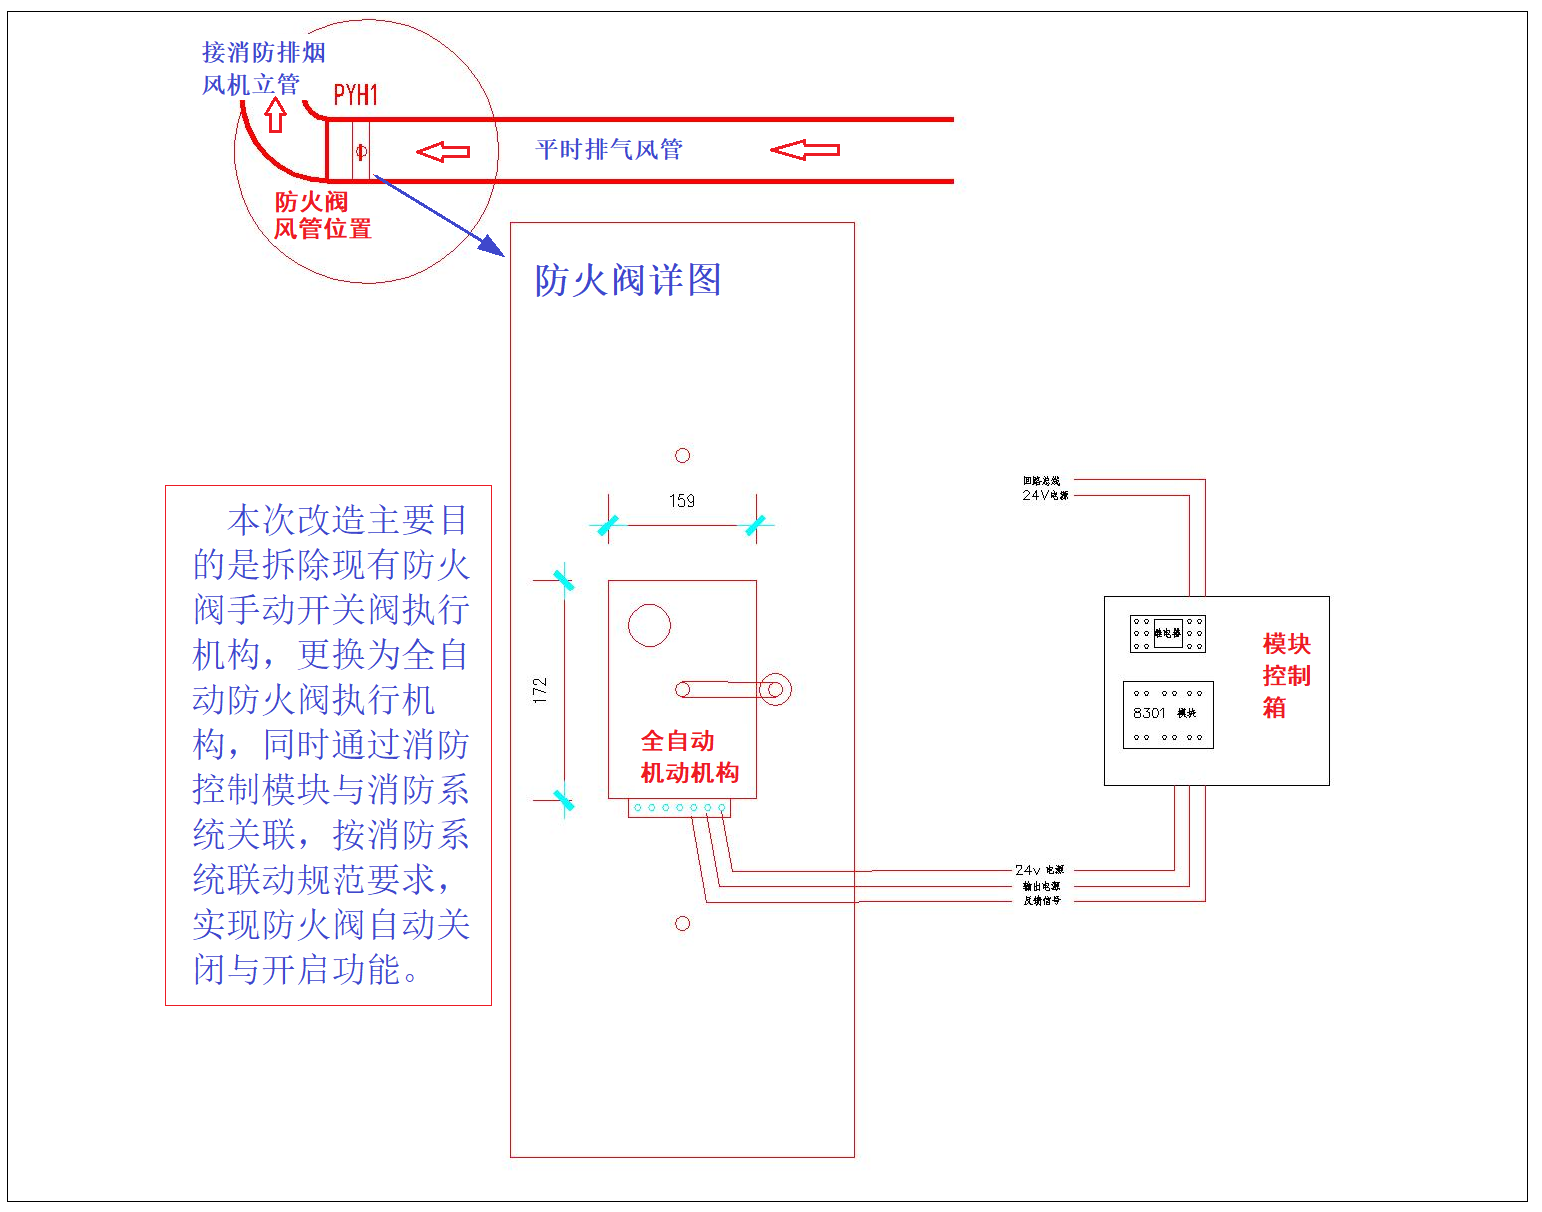 接消防排烟
风机立管
PYH1
平时排气风管
防火阀
风管位置
防火阀详图
159
172
全自动
机动机构
本次改造主要目
的是拆除现有防火
阀手动开关阀执行
机构，更换为全自
动防火阀执行机
构，同时通过消防
控制模块与消防系
统关联，按消防系
统联动规范要求，
实现防火阀自动关
闭与开启功能。
回路总线
24V电源
继电器
模块
控制
箱
8301 模块
24v 电源
输出电源
反馈信号